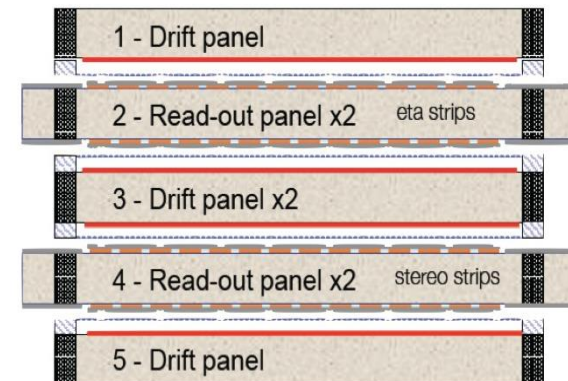 1 - Drift panel
2 - Read-out panel x2 eta strips
3 - Drift panel x2
4 - Read-out panel x2 stereo strips
5 - Drift panel